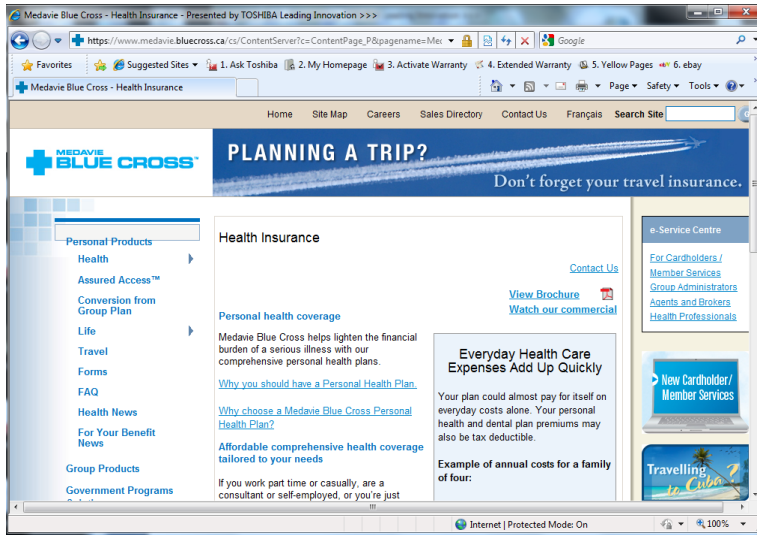 Medavie Blue Cross - Health Insurance - Presented by TOSHIBA Leading Innovation >>>
https://www.medavie.bluecross.ca/cs/ContentServer?c=ContentPage_P&pagename=Med
Google
Favorites Suggested Sites 1. Ask Toshiba 2. My Homepage 3. Activate Warranty 4. Extended Warranty 5. Yellow Pages 6. ebay
Medavie Blue Cross - Health Insurance
Page Safety Tools
Home Site Map Careers Sales Directory Contact Us Français Search Site
MEDAVIE
BLUE CROSS™
PLANNING A TRIP?
Don't forget your travel insurance.
Personal Products
Health
Assured Access™
Conversion from
Group Plan
Life
Travel
Forms
FAQ
Health News
For Your Benefit
News
Group Products
Government Programs
Health Insurance
Contact Us
View Brochure
Watch our commercial
Personal health coverage
Medavie Blue Cross helps lighten the financial
burden of a serious illness with our
comprehensive personal health plans.
Why you should have a Personal Health Plan.
Why choose a Medavie Blue Cross Personal
Health Plan?
Affordable comprehensive health coverage
tailored to your needs
If you work part time or casually, are a
consultant or self-employed, or you're just
Everyday Health Care
Expenses Add Up Quickly
Your plan could almost pay for itself on
everyday costs alone. Your personal
health and dental plan premiums may
also be tax deductible.
Example of annual costs for a family
of four:
e-Service Centre
For Cardholders /
Member Services
Group Administrators
Agents and Brokers
Health Professionals
New Cardholder/
Member Services
Travelling
to Cuba?
Internet | Protected Mode: On
100%